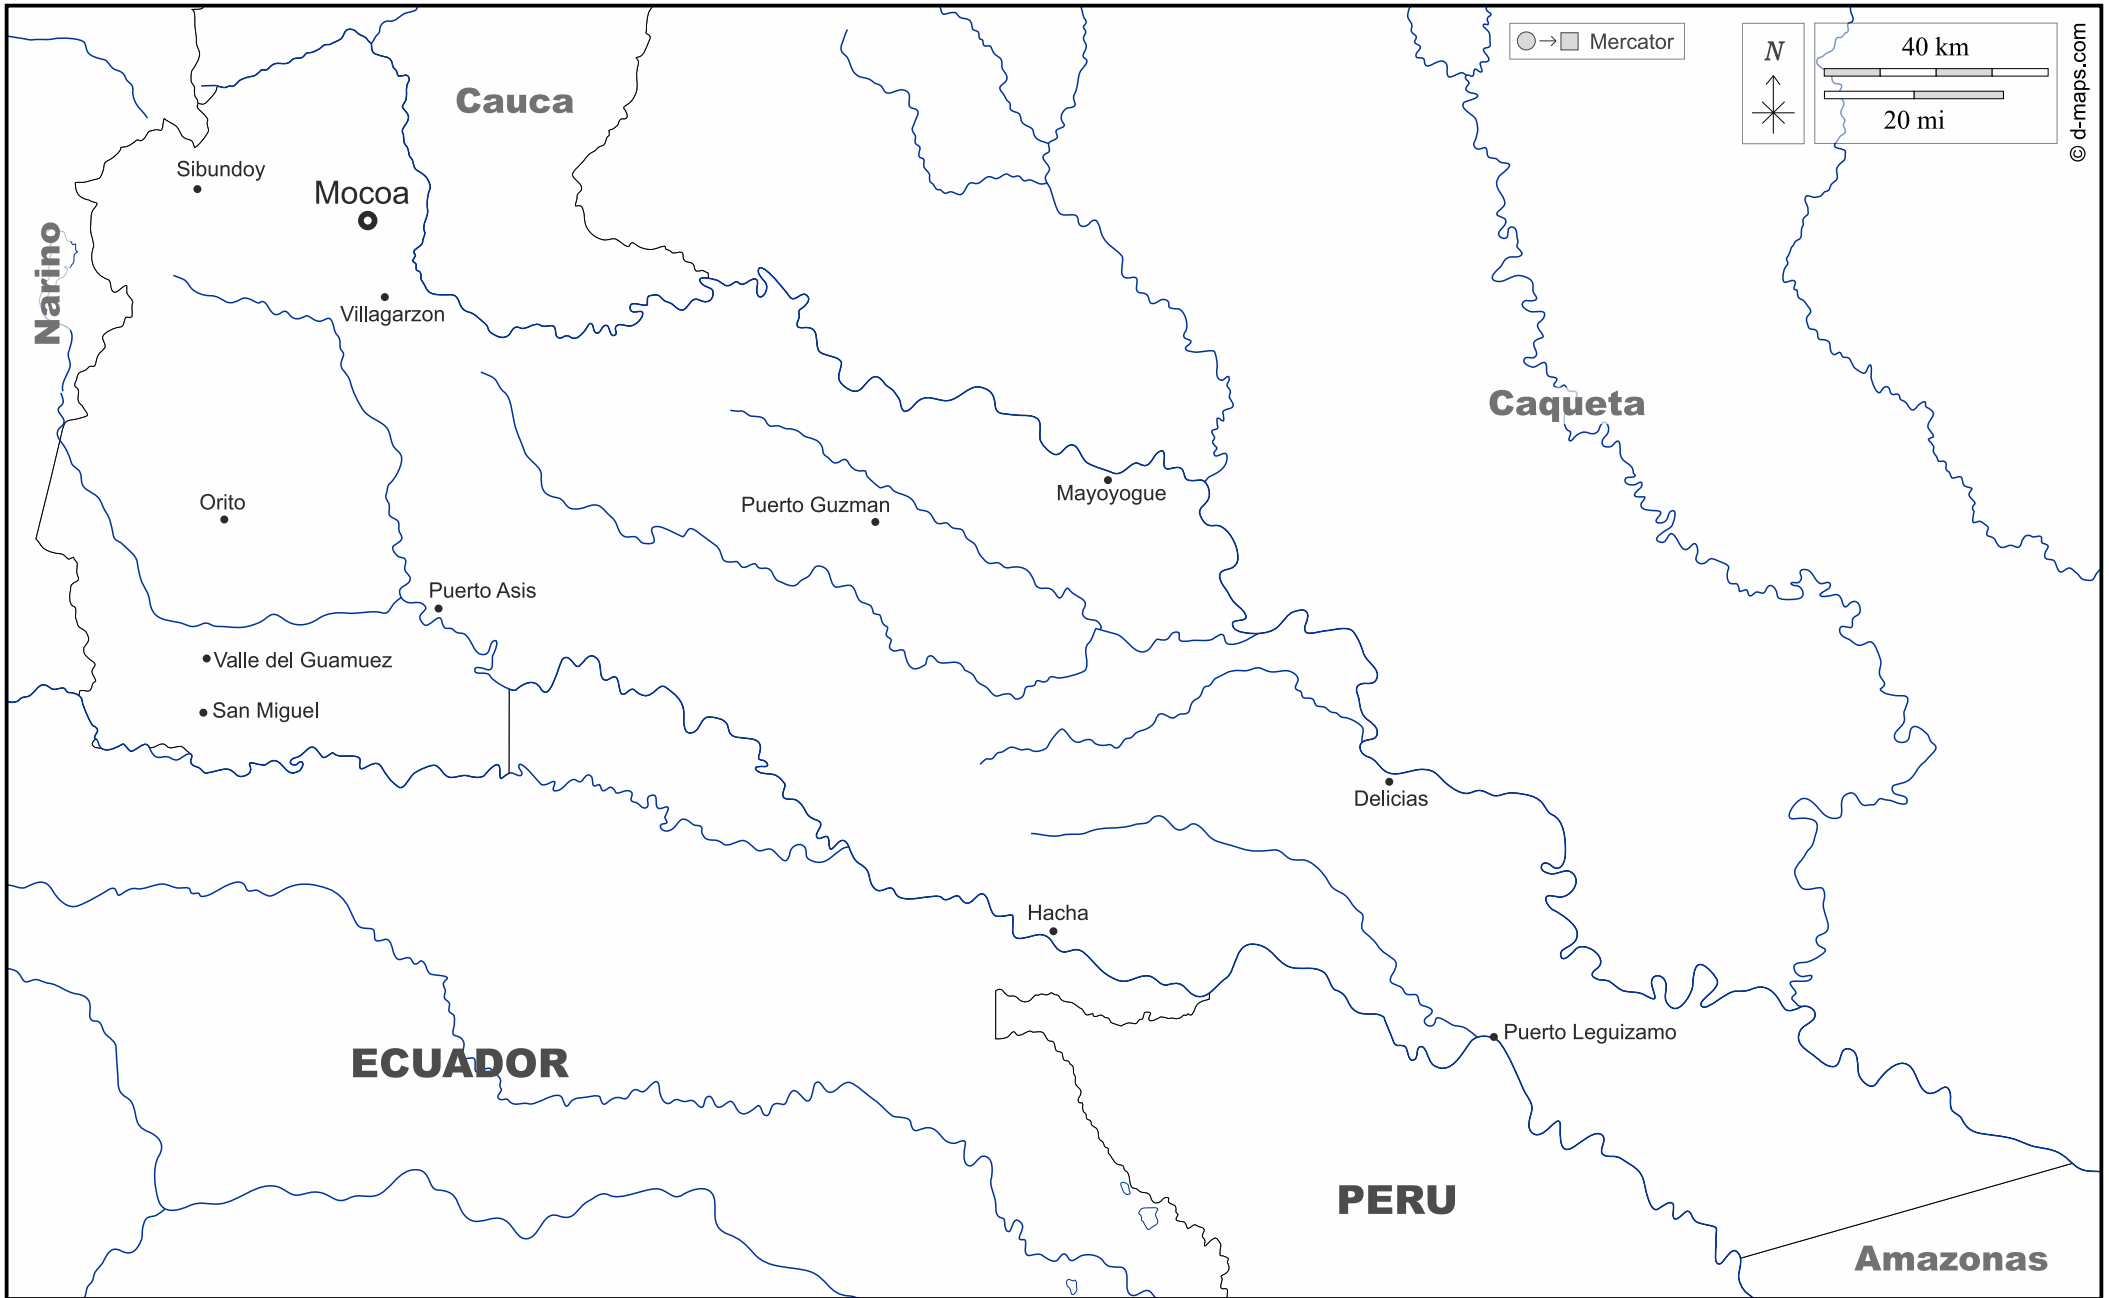 Mercator
N
40 km
20 mi
© d-maps.com
Cauca
Sibundoy
Mocoa
Narino
Villagarzon
Caqueta
Orito
Puerto Guzman
Mayoyogue
Puerto Asis
Valle del Guamuez
San Miguel
Delicias
Hacha
Puerto Leguizamo
ECUADOR
PERU
Amazonas